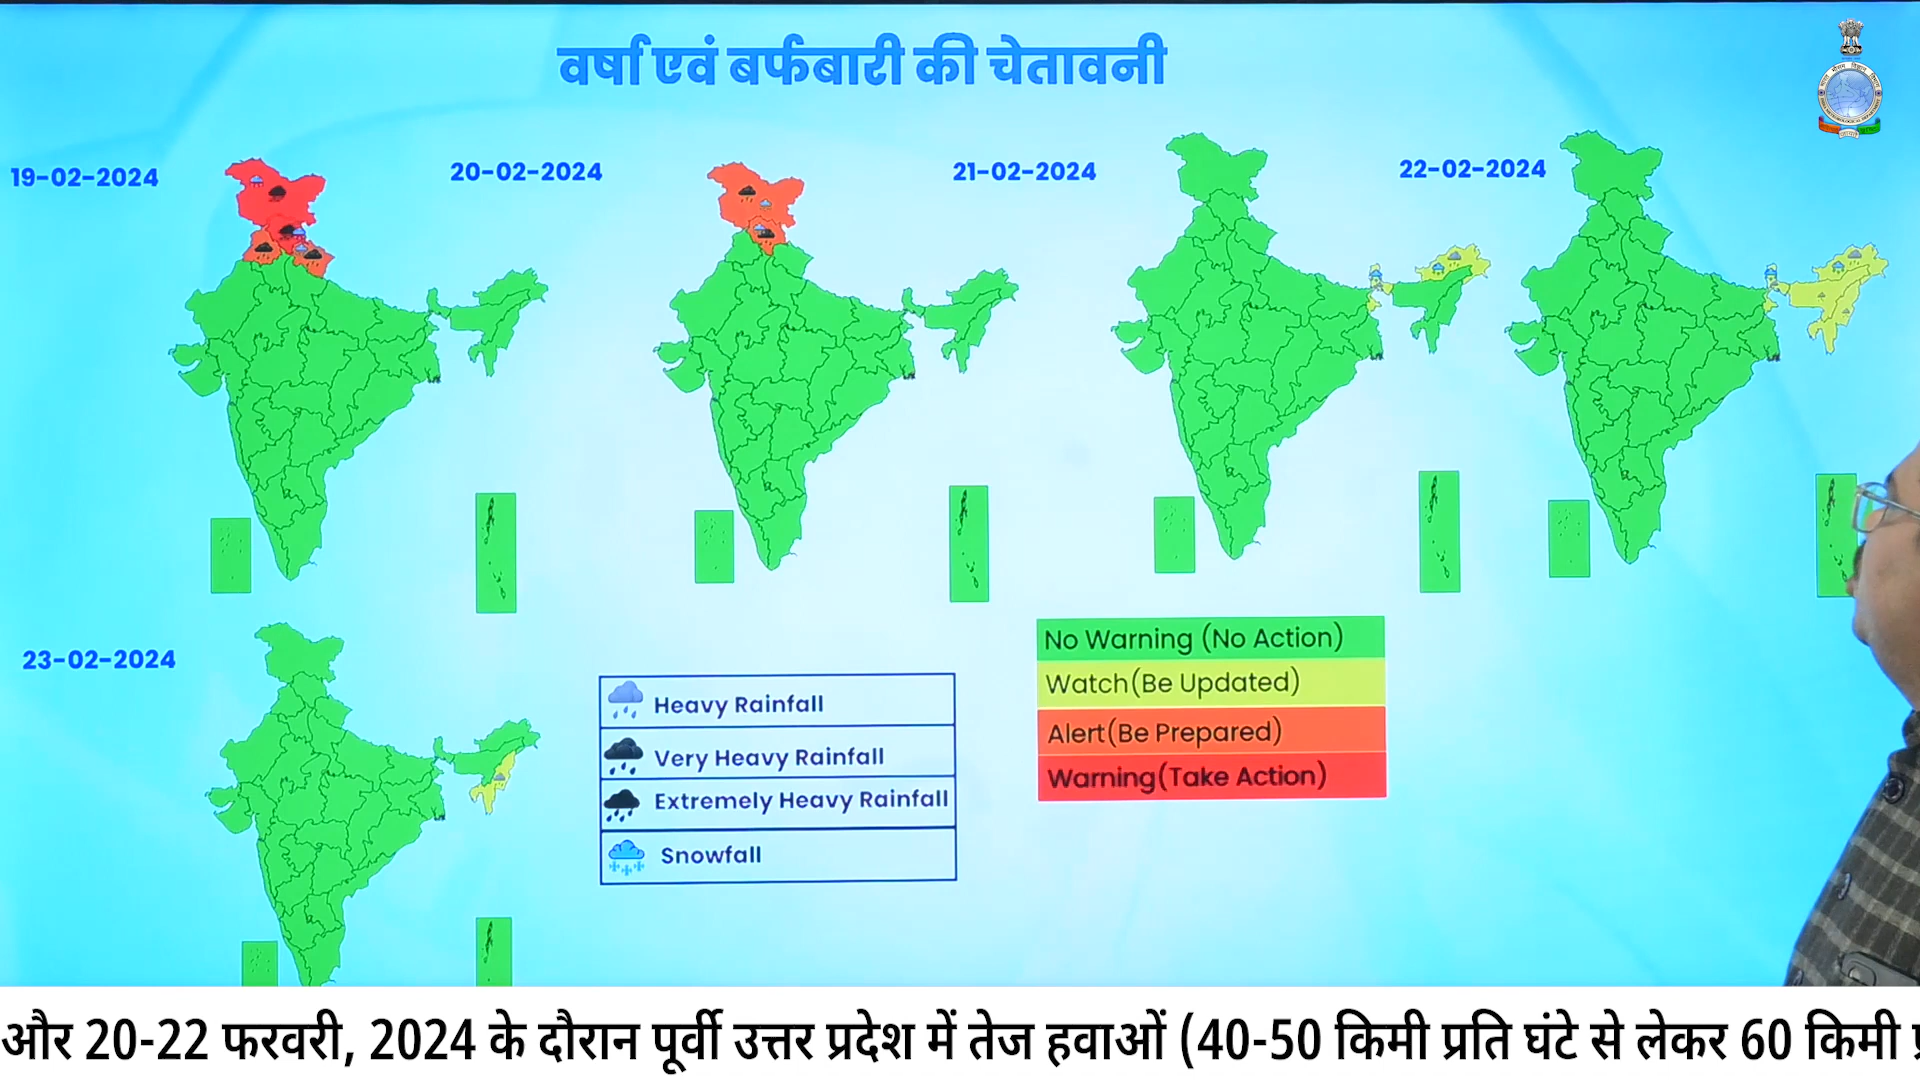 वर्षा एवं बर्फबारी की चेतावनी
19-02-2024
20-02-2024
21-02-2024
22-02-2024
23-02-2024
Heavy Rainfall
Very Heavy Rainfall
Extremely Heavy Rainfall
Snowfall
No Warning (No Action)
Watch(Be Updated)
Alert(Be Prepared)
Warning(Take Action)
और 20-22 फरवरी, 2024 के दौरान पूर्वी उत्तर प्रदेश में तेज हवाओं (40-50 किमी प्रति घंटे से लेकर 60 किमी